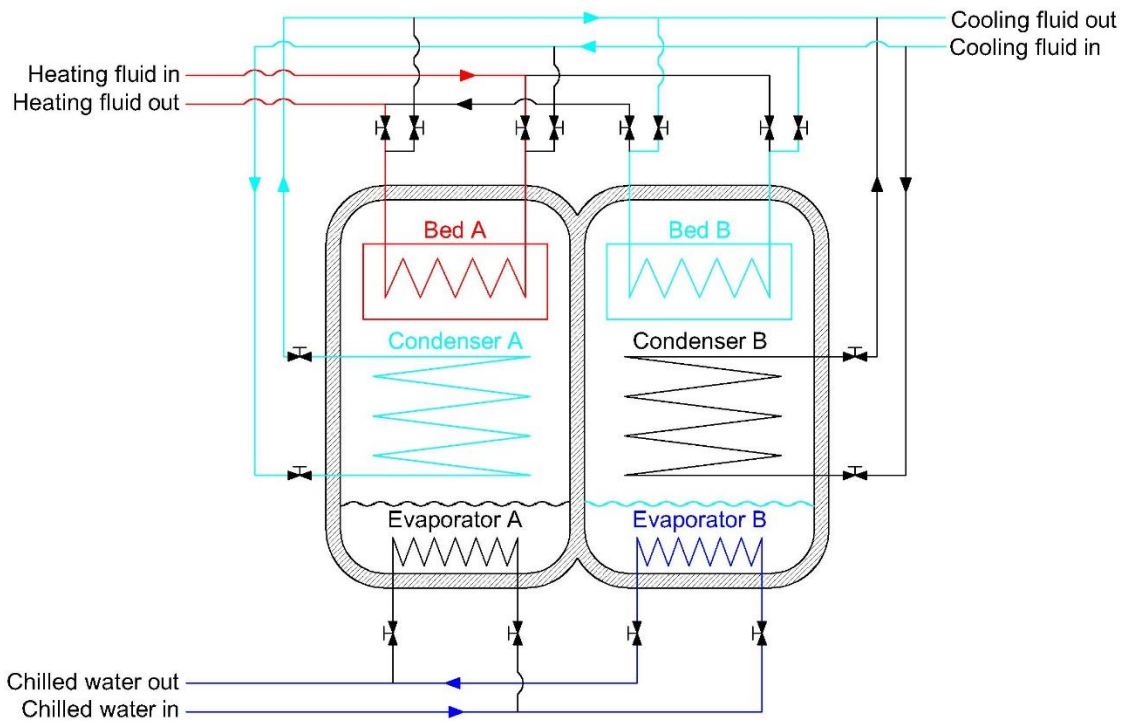 Cooling fluid out
Cooling fluid in
Heating fluid in
Heating fluid out
Bed A
Bed B
Condenser A
Condenser B
Evaporator A
Evaporator B
Chilled water out
Chilled water in